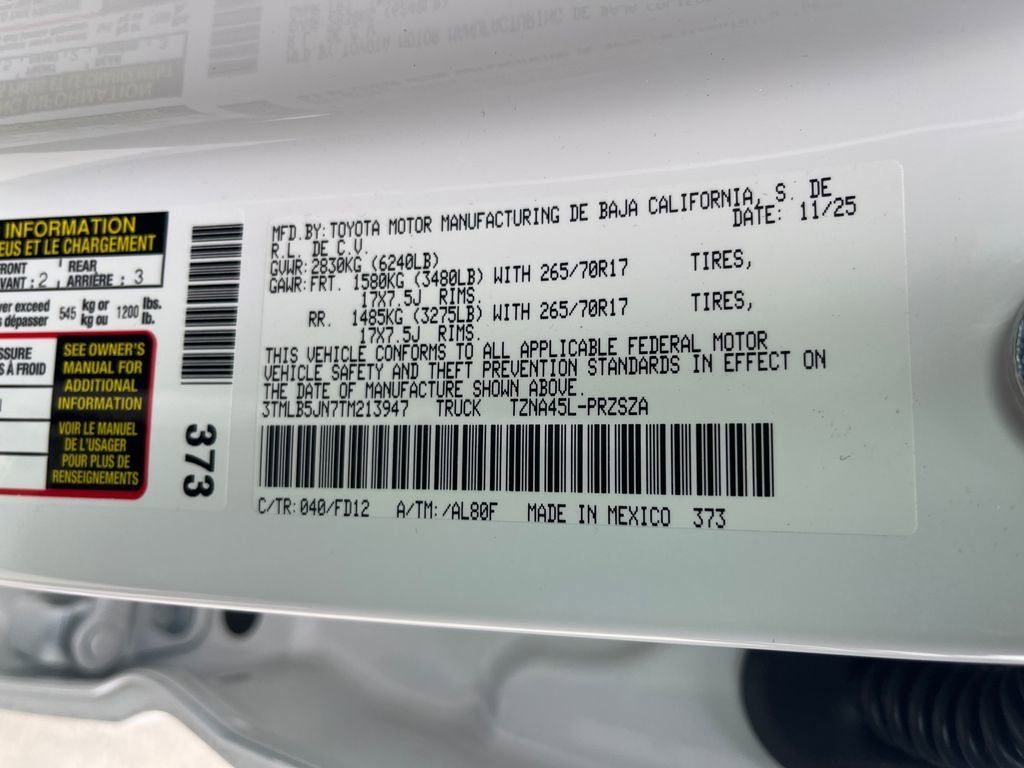 INFORMATION
EUS ET LE CHARGEMENT
FRONT
AVANT : 2
REAR
ARRIÈRE : 3
ver exceed
s dépasser
545
kg or
kg ou
1200
lbs.
lb.
SSURE
S À FROID
SEE OWNER'S
MANUAL FOR
ADDITIONAL
INFORMATION
VOIR LE MANUEL
DE L'USAGER
POUR PLUS DE
RENSEIGNEMENTS
373
MFD.BY: TOYOTA MOTOR MANUFACTURING DE BAJA CALIFORNIA, S. DE
R.L. DE C.V. DATE: 11/25
GVWR: 2830KG (6240LB)
GAWR: FRT. 1580KG (3480LB) WITH 265/70R17 TIRES,
17X7.5J RIMS.
RR. 1485KG (3275LB) WITH 265/70R17 TIRES,
17X7.5J RIMS.
THIS VEHICLE CONFORMS TO ALL APPLICABLE FEDERAL MOTOR
VEHICLE SAFETY AND THEFT PREVENTION STANDARDS IN EFFECT ON
THE DATE OF MANUFACTURE SHOWN ABOVE.
3TMLB5JN7TM213947 TRUCK TZNA45L-PRZSZA
C/TR: 040/FD12 A/TM: /AL80F MADE IN MEXICO 373